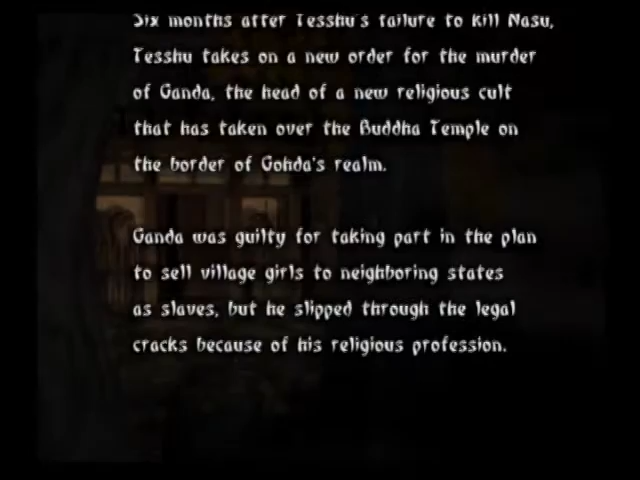 Six months after Tesshu's failure to kill Nasu,
Tesshu takes on a new order for the murder
of Ganda, the head of a new religious cult
that has taken over the Buddha Temple on
the border of Gohda's realm.
Ganda was guilty for taking part in the plan
to sell village girls to neighboring states
as slaves, but he slipped through the legal
cracks because of his religious profession.